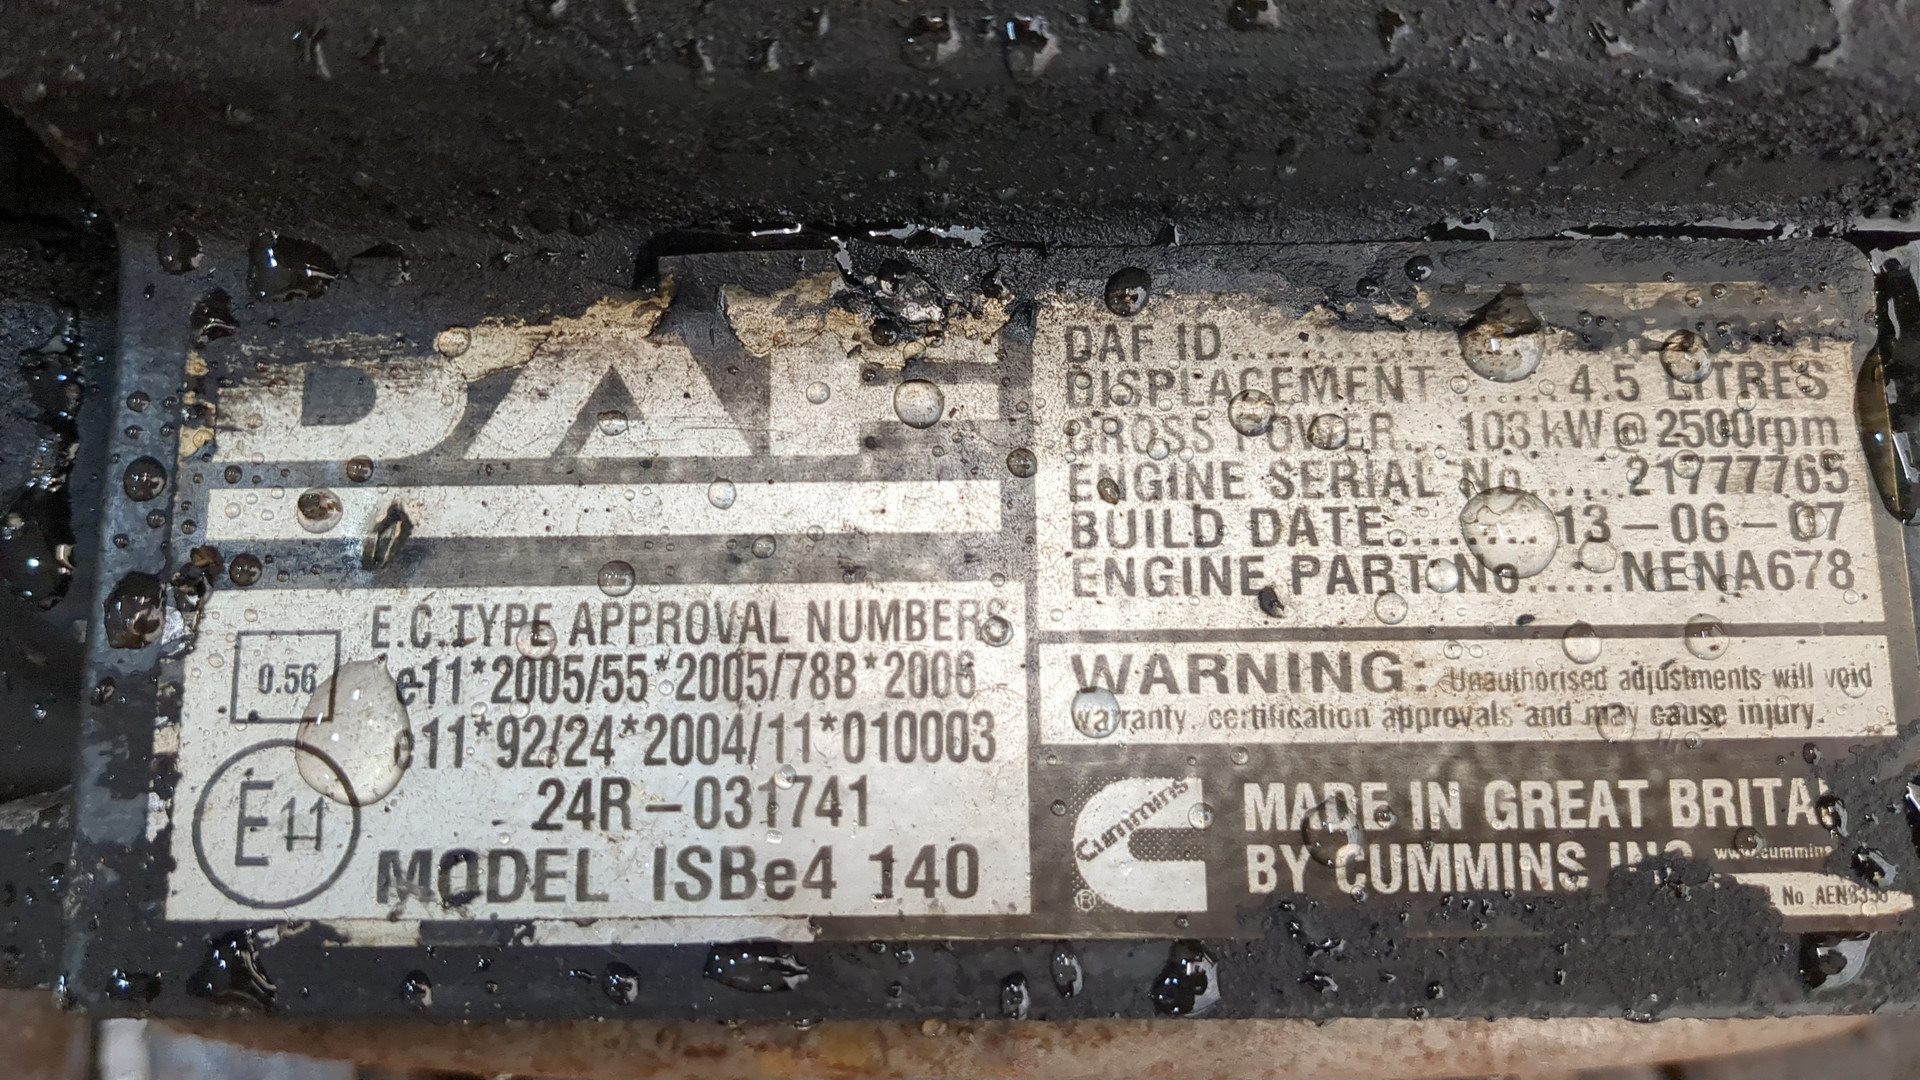 DAF
E.C.TYPE APPROVAL NUMBERS
0.56
e11*2005/55*2005/78B*2006
e11*92/24*2004/11*010003
24R-031741
E11
MODEL ISBe4 140
DAF ID
DISPLACEMENT......4.5 LITRES
GROSS POWER...103kW@2500rpm
ENGINE SERIAL No......21777765
BUILD DATE.........13-06-07
ENGINE PART No.....NENA678
WARNING: Unauthorised adjustments will void
warranty, certification approvals and may cause injury.
Cummins
®
MADE IN GREAT
BY CUMMINS INC
No